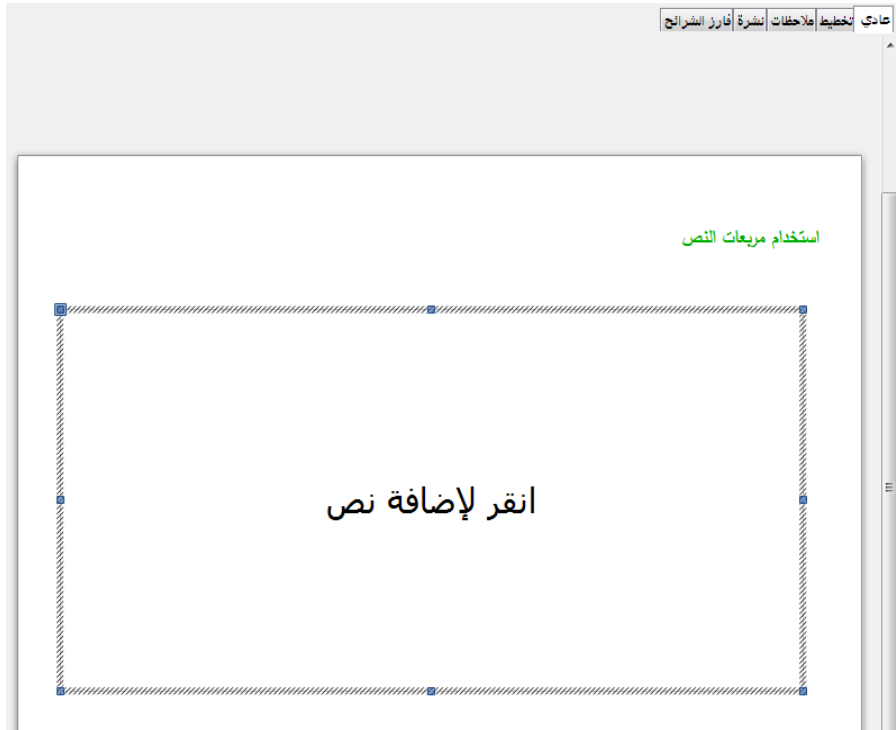 عادي تخطيط ملاحظات نشرة فارز الشرائح
استخدام مربعات النص
انقر لإضافة نص